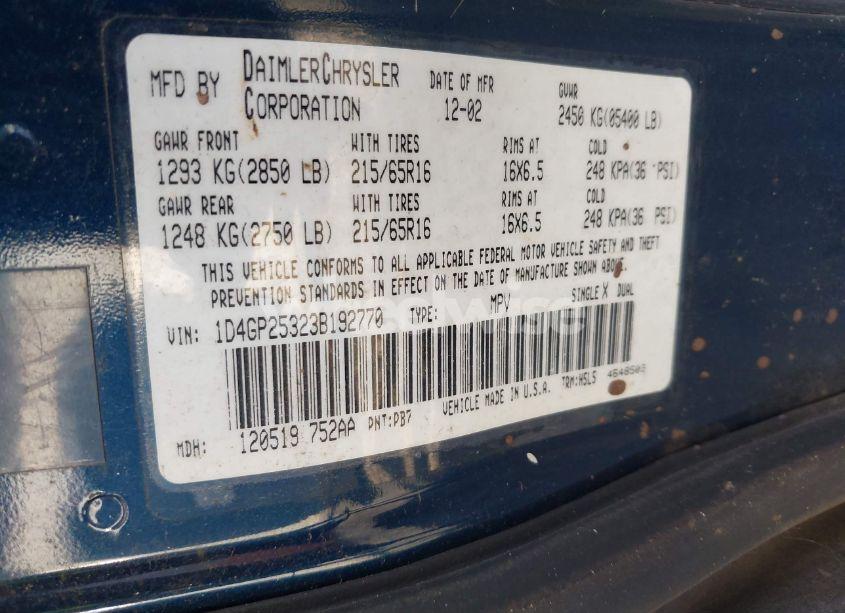 MFD BY DAIMLERCHRYSLER CORPORATION DATE OF MFR 12-02 GVWR 2450 KG(05400 LB)
GAWR FRONT WITH TIRES RIMS AT COLD
1293 KG(2850 LB) 215/65R16 16X6.5 248 KPA(36 PSI)
GAWR REAR WITH TIRES RIMS AT COLD
1248 KG(2750 LB) 215/65R16 16X6.5 248 KPA(36 PSI)
THIS VEHICLE CONFORMS TO ALL APPLICABLE FEDERAL MOTOR VEHICLE SAFETY AND THEFT
PREVENTION STANDARDS IN EFFECT ON THE DATE OF MANUFACTURE SHOWN ABOVE.
VIN: 1D4GP25323B192770 TYPE: MPV SINGLE X DUAL
MDH: 120519 752AA PNT:PB7 VEHICLE MADE IN U.S.A. TRM:HSL5 4648503